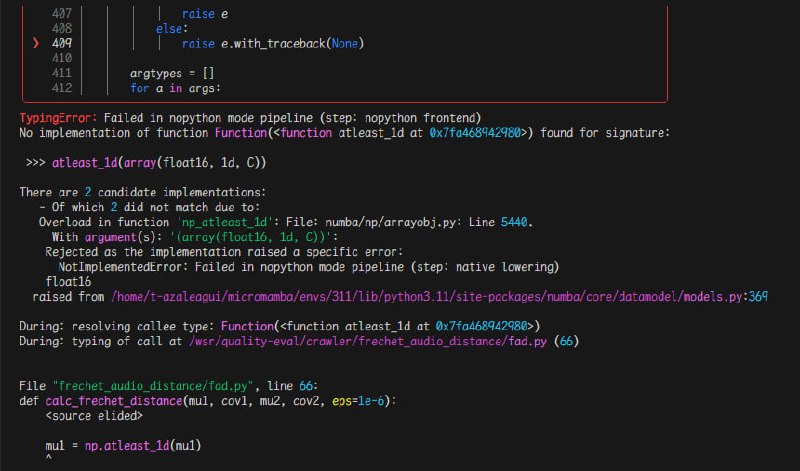 407 raise e
408 else:
❯ 409 raise e.with_traceback(None)
410
411 argtypes = []
412 for a in args:
TypingError: Failed in nopython mode pipeline (step: nopython frontend)
No implementation of function Function(<function atleast_1d at 0x7fa468942980>) found for signature:
>>> atleast_1d(array(float16, 1d, C))
There are 2 candidate implementations:
- Of which 2 did not match due to:
Overload in function 'np_atleast_1d': File: numba/np/arrayobj.py: Line 5440.
With argument(s): '(array(float16, 1d, C))':
Rejected as the implementation raised a specific error:
NotImplementedError: Failed in nopython mode pipeline (step: native lowering)
float16
raised from /home/t-azaleagui/micromamba/envs/311/lib/python3.11/site-packages/numba/core/datamodel/models.py:369
During: resolving callee type: Function(<function atleast_1d at 0x7fa468942980>)
During: typing of call at /wsr/quality-eval/crawler/frechet_audio_distance/fad.py (66)
File "frechet_audio_distance/fad.py", line 66:
def calc_frechet_distance(mu1, cov1, mu2, cov2, eps=1e-6):
<source elided>
mu1 = np.atleast_1d(mu1)
^